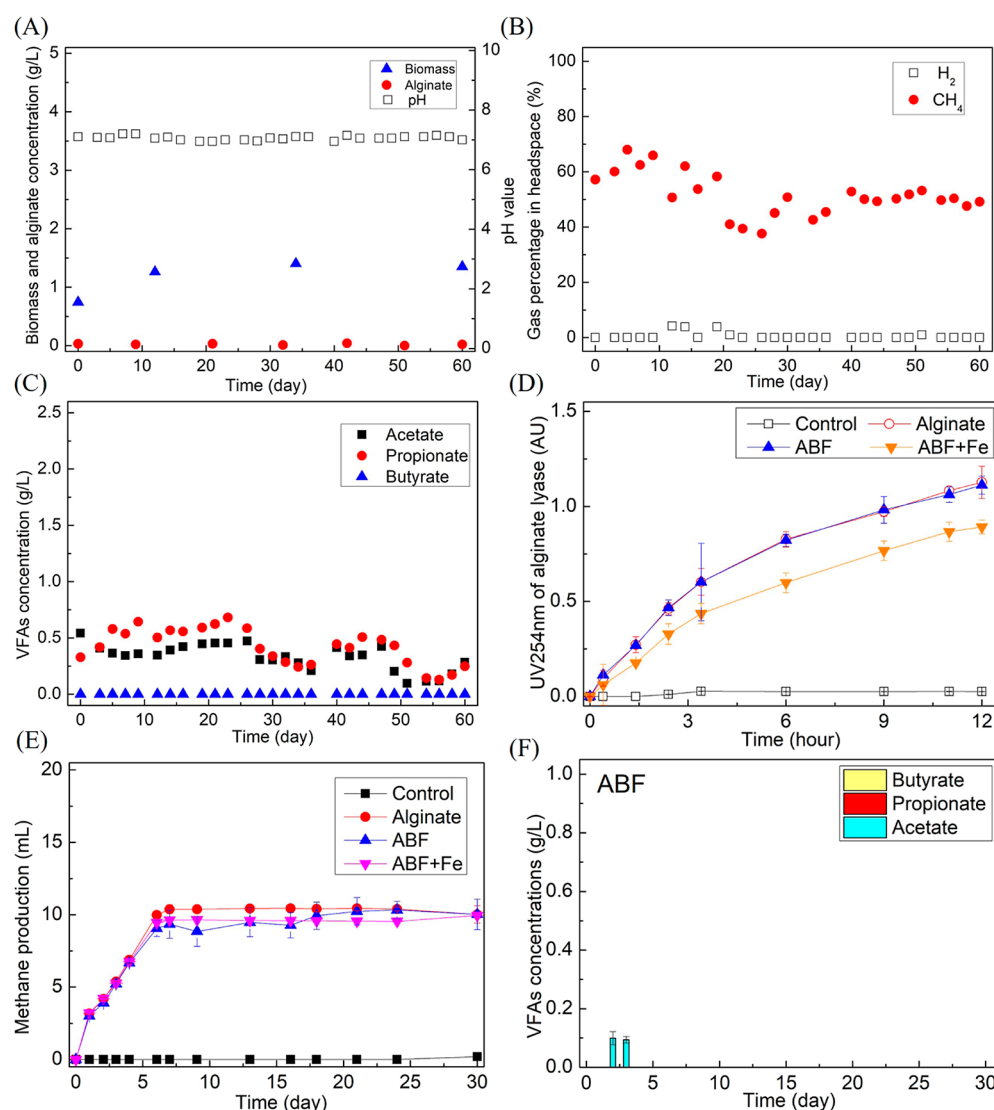 (A)
Biomass and alginate concentration (g/L)
5
4
3
2
1
0
10
8
6
4
2
0
pH value
Biomass
Alginate
pH
0 10 20 30 40 50 60
Time (day)
(B)
Gas percentage in headspace (%)
100
80
60
40
20
0
H2
CH4
0 10 20 30 40 50 60
Time (day)
(C)
VFAs concentration (g/L)
2.5
2.0
1.5
1.0
0.5
0.0
Acetate
Propionate
Butyrate
0 10 20 30 40 50 60
Time (day)
(D)
UV254nm of alginate lyase (AU)
1.5
1.0
0.5
0.0
Control Alginate
ABF ABF+Fe
0 3 6 9 12
Time (hour)
(E)
Methane production (mL)
20
15
10
5
0
Control
Alginate
ABF
ABF+Fe
0 5 10 15 20 25 30
Time (day)
(F)
VFAs concentrations (g/L)
1.0
0.8
0.6
0.4
0.2
0.0
ABF
Butyrate
Propionate
Acetate
0 5 10 15 20 25 30
Time (day)